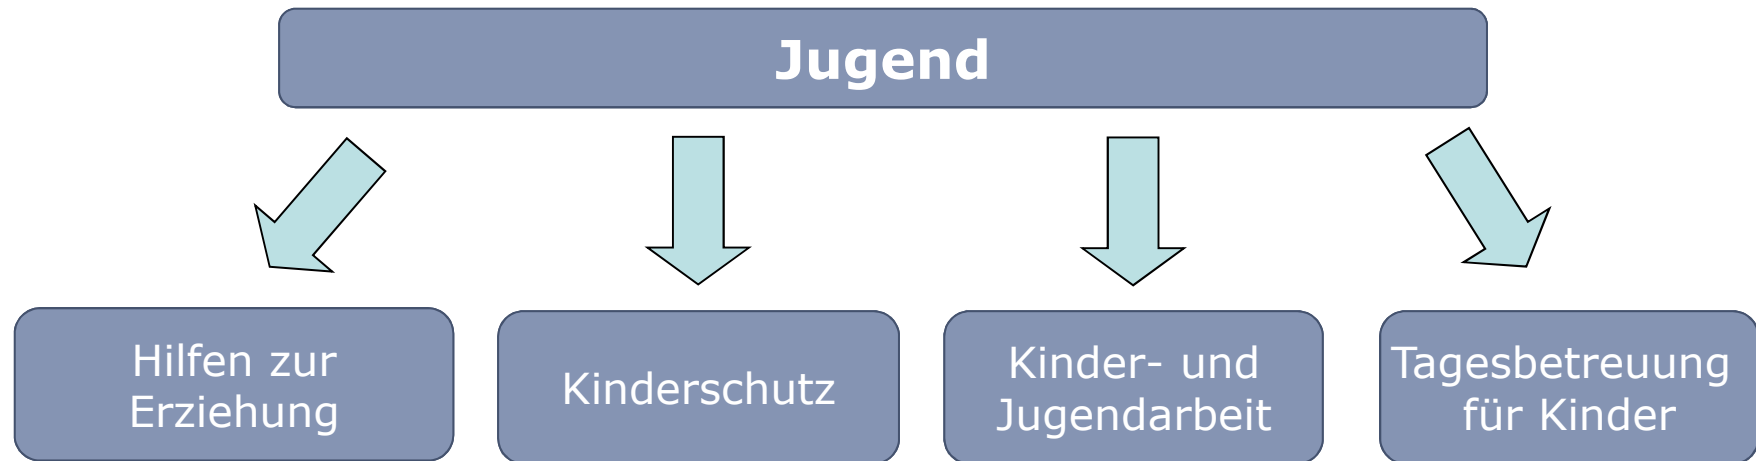 Jugend
Hilfen zur
Erziehung
Kinderschutz
Kinder- und
Jugendarbeit
Tagesbetreuung
für Kinder